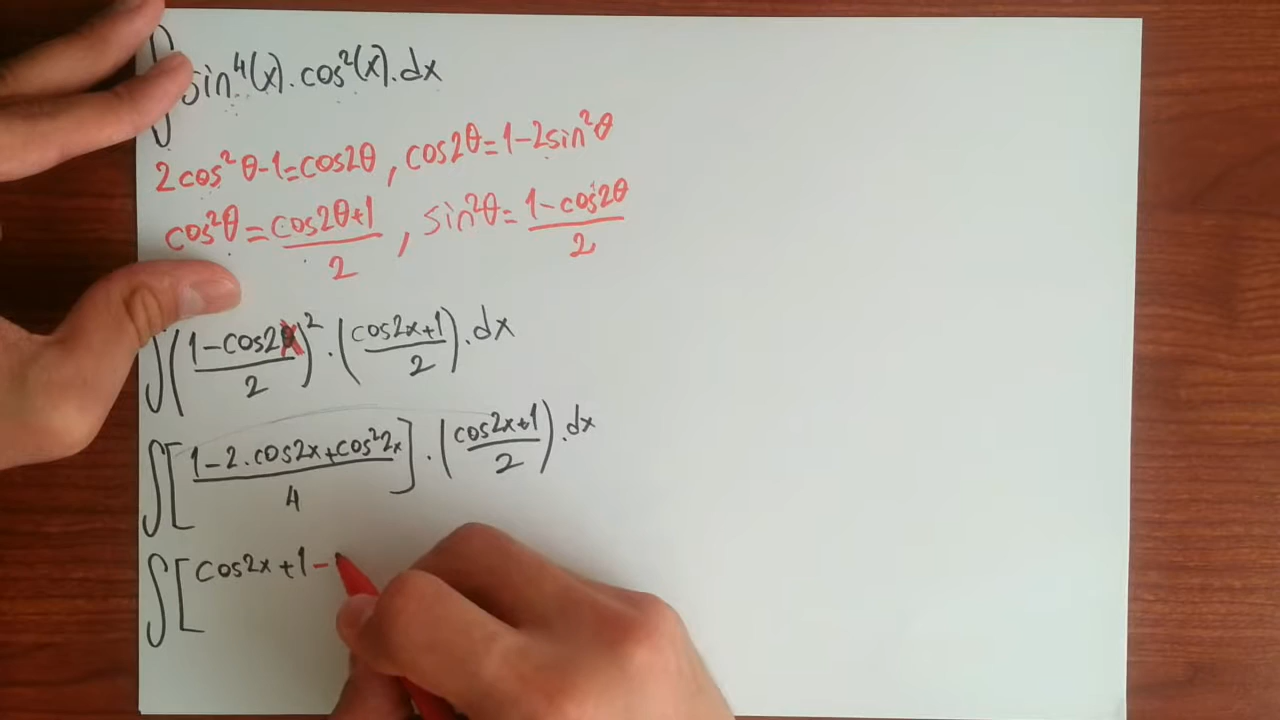 ∫ sin⁴(x).cos²(x).dx
2cos²θ-1=cos2θ, cos2θ=1-2sin²θ
cos²θ=(cos2θ+1)/2, sin²θ=(1-cos2θ)/2
∫((1-cos2x)/2)².((cos2x+1)/2).dx
∫[(1-2.cos2x+cos²2x)/4].((cos2x+1)/2).dx
∫[cos2x+1-